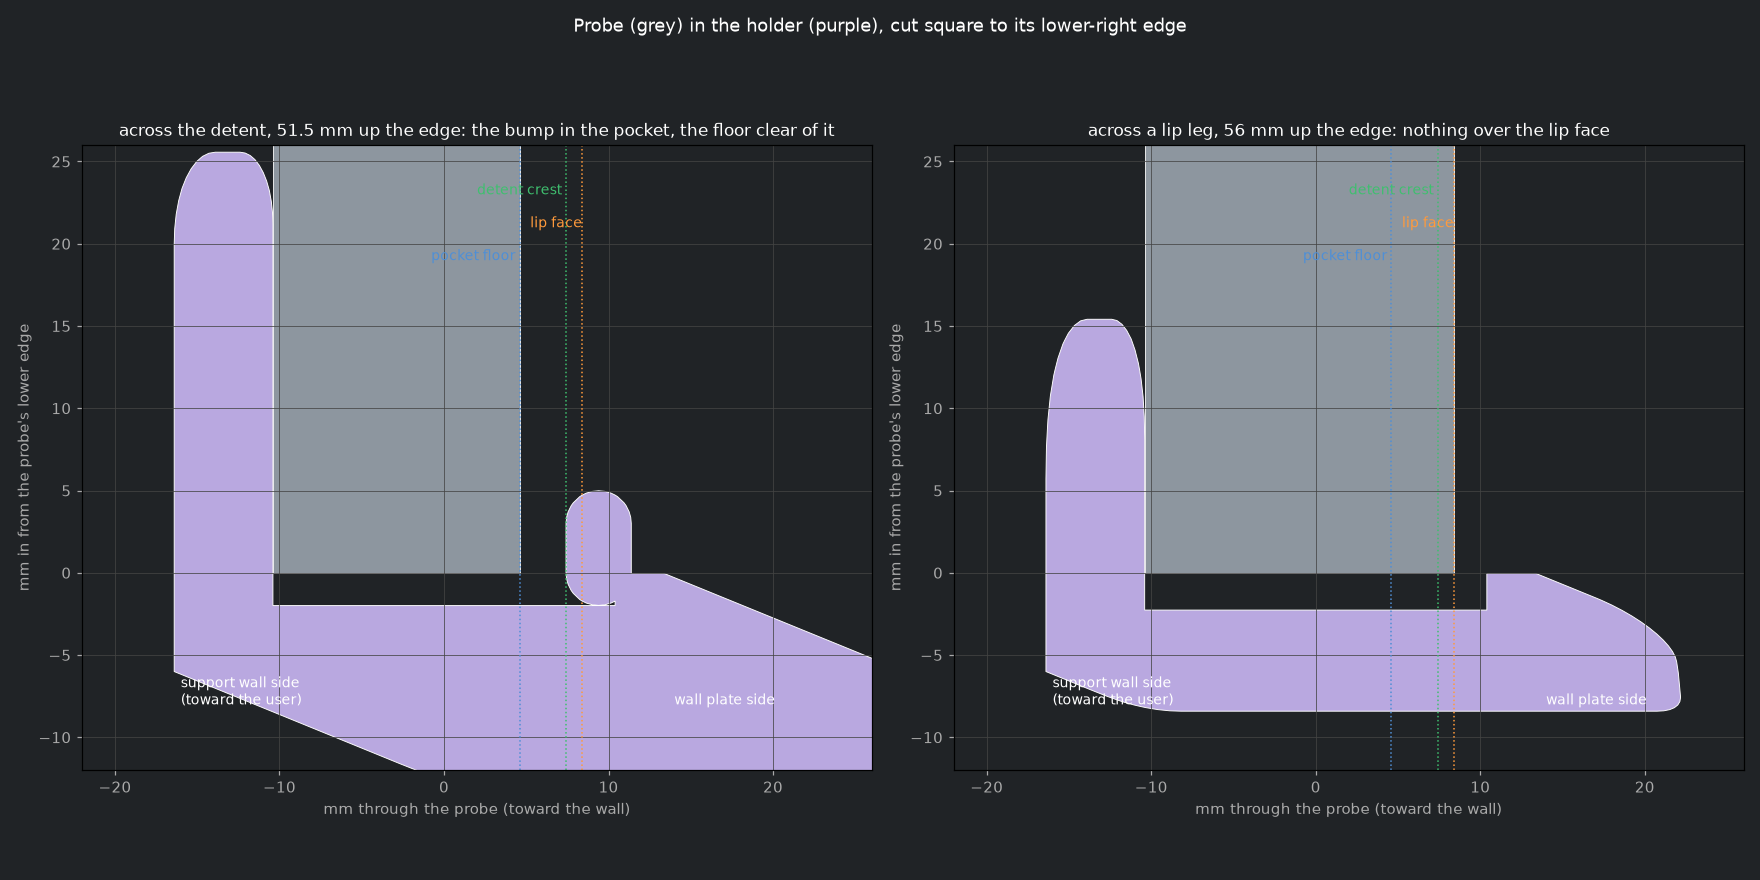 Probe (grey) in the holder (purple), cut square to its lower-right edge
across the detent, 51.5 mm up the edge: the bump in the pocket, the floor clear of it
25
20
15
10
5
0
−5
−10
mm in from the probe's lower edge
detent crest
lip face
pocket floor
support wall side
(toward the user)
wall plate side
−20
−10
0
10
20
mm through the probe (toward the wall)
across a lip leg, 56 mm up the edge: nothing over the lip face
25
20
15
10
5
0
−5
−10
mm in from the probe's lower edge
detent crest
lip face
pocket floor
support wall side
(toward the user)
wall plate side
−20
−10
0
10
20
mm through the probe (toward the wall)